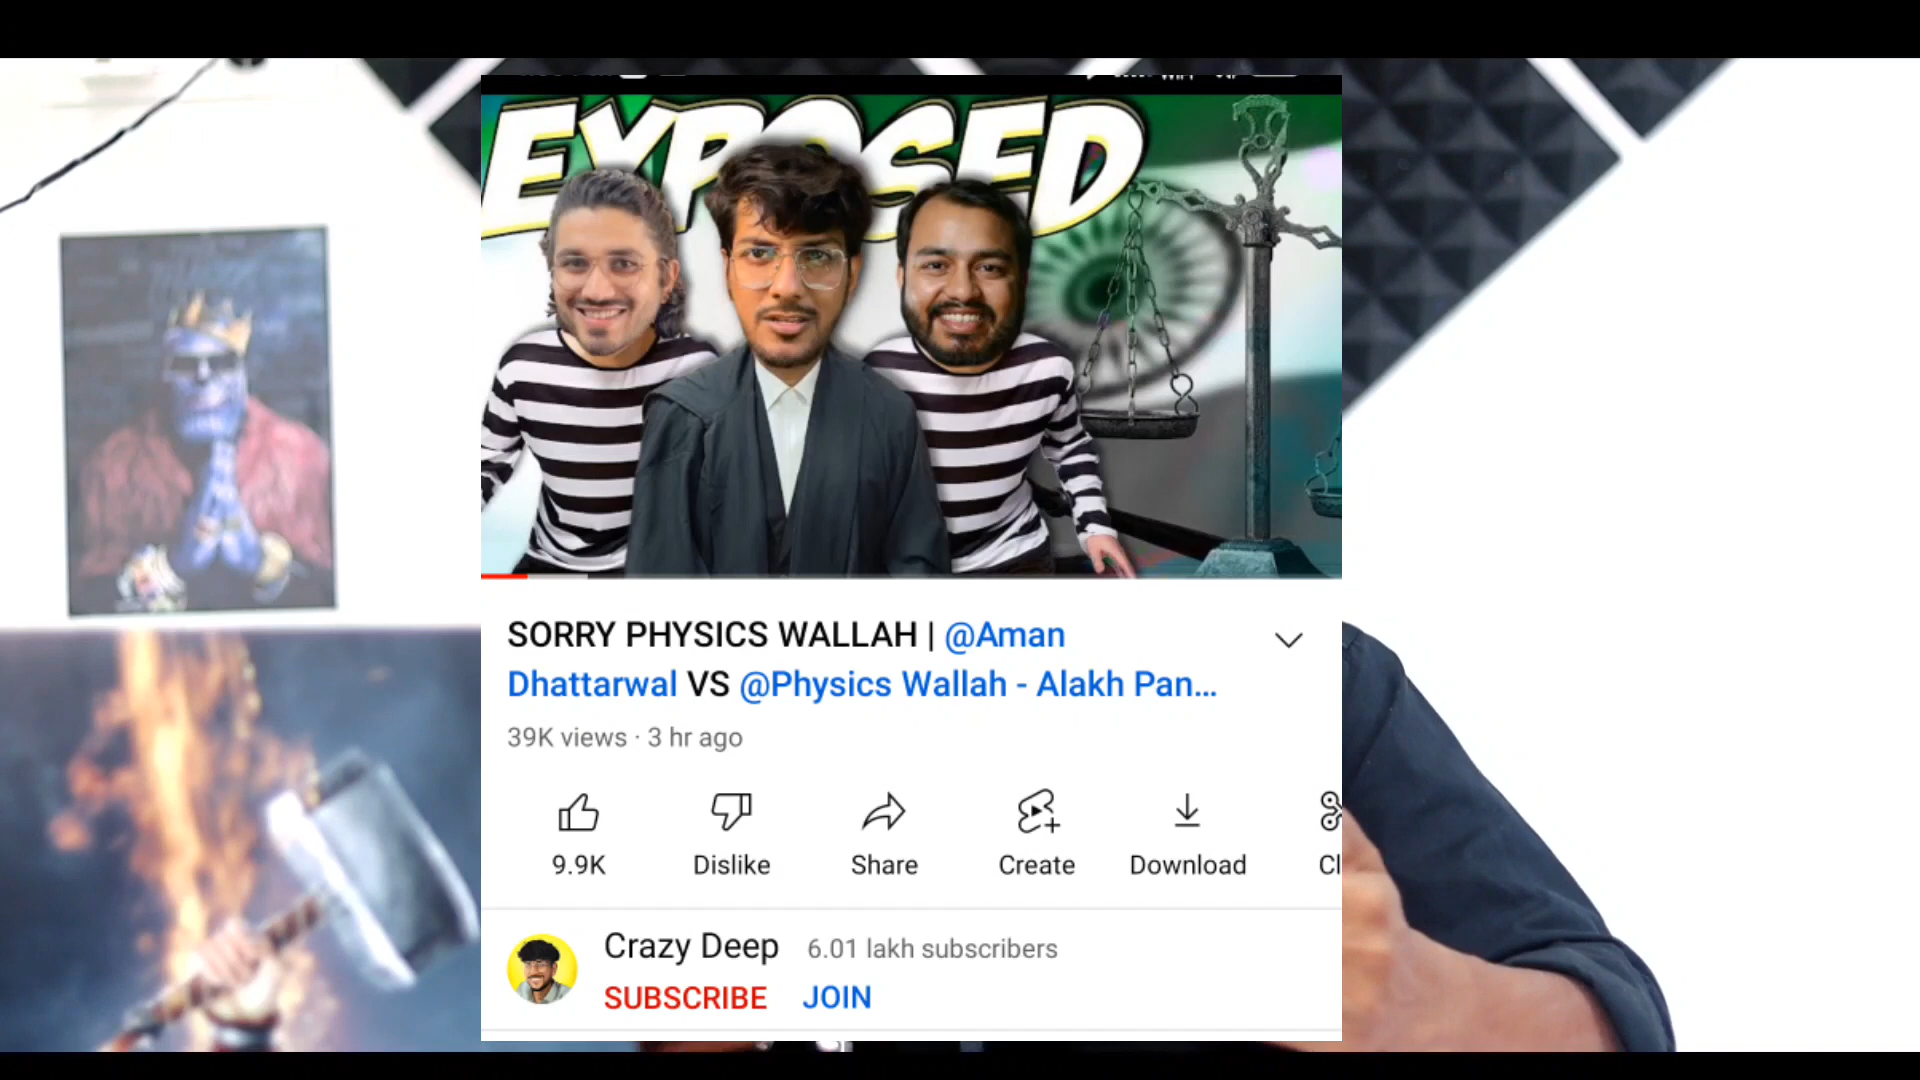 EXPOSED
SORRY PHYSICS WALLAH | @Aman
Dhattarwal VS @Physics Wallah - Alakh Pan...
39K views · 3 hr ago
9.9K
Dislike
Share
Create
Download
Cl
Crazy Deep 6.01 lakh subscribers
SUBSCRIBE JOIN